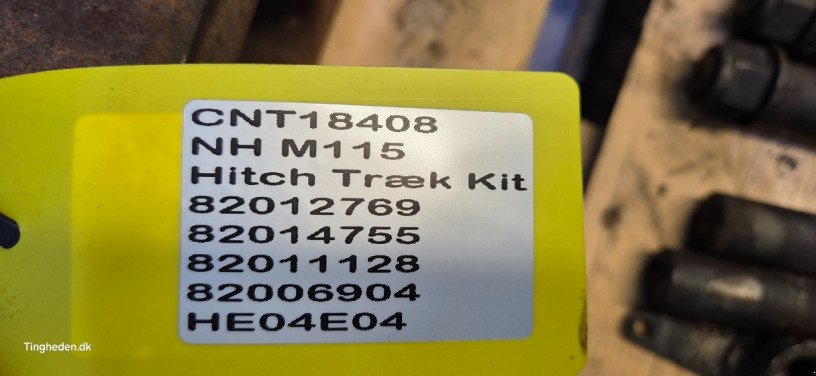 CNT18408
NH M115
Hitch Træk Kit
82012769
82014755
82011128
82006904
HE04E04
Tingheden.dk